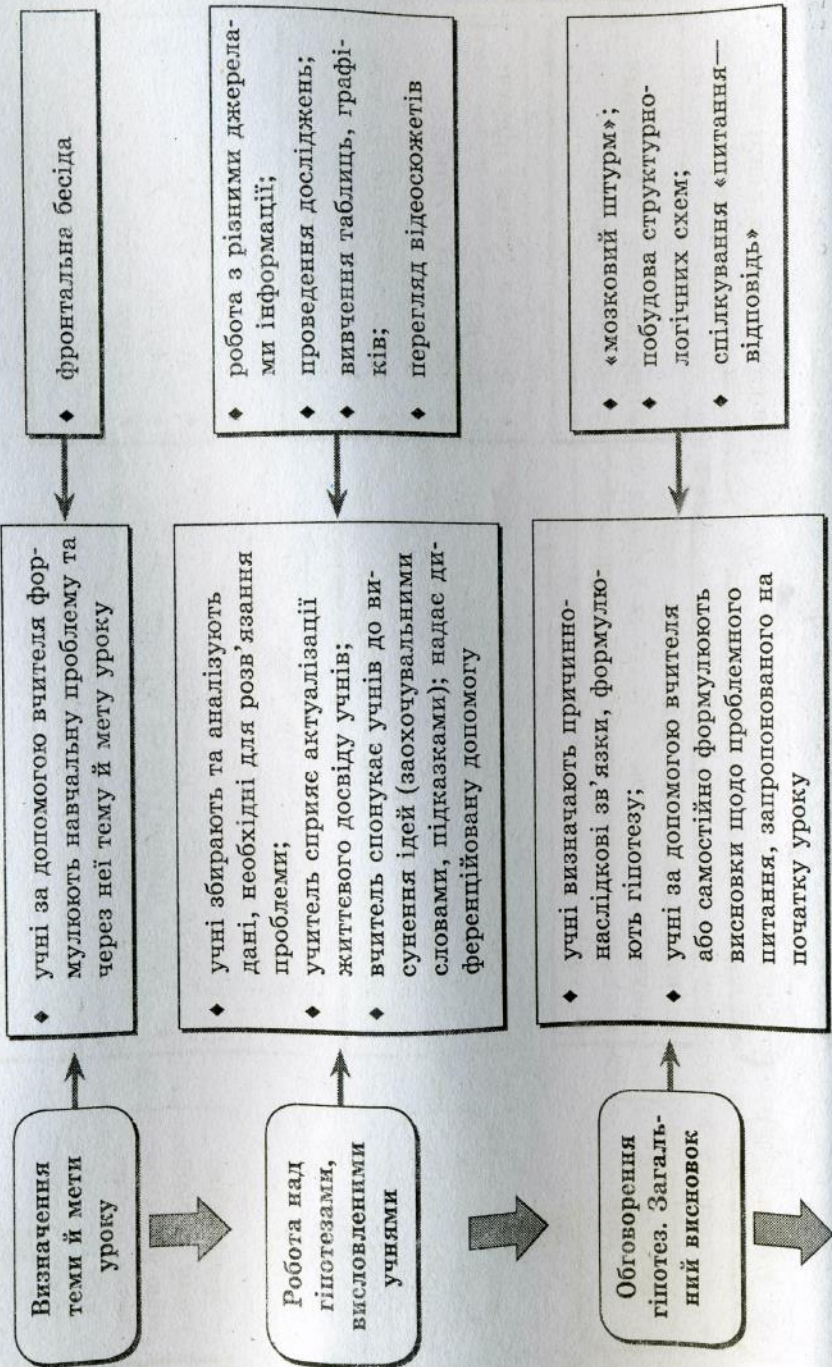 Визначення
теми й мети
уроку
♦ учні за допомогою вчителя фор-
мулюють навчальну проблему та
через неї тему й мету уроку
♦ фронтальна бесіда
Робота над
гіпотезами,
висловленими
учнями
♦ учні збирають та аналізують
дані, необхідні для розв’язання
проблеми;
♦ учитель сприяє актуалізації
життєвого досвіду учнів;
♦ вчитель спонукає учнів до ви-
сунення ідей (заохочувальними
словами, підказками); надає ди-
ференційовану допомогу
♦ робота з різними джерела-
ми інформації;
♦ проведення досліджень;
♦ вивчення таблиць, графі-
ків;
♦ перегляд відеосюжетів
Обговорення
гіпотез. Загаль-
ний висновок
♦ учні визначають причинно-
наслідкові зв’язки, формулю-
ють гіпотезу;
♦ учні за допомогою вчителя
або самостійно формулюють
висновки щодо проблемного
питання, запропонованого на
початку уроку
♦ «мозковий штурм»;
♦ побудова структурно-
логічних схем;
♦ спілкування «питання—
відповідь»